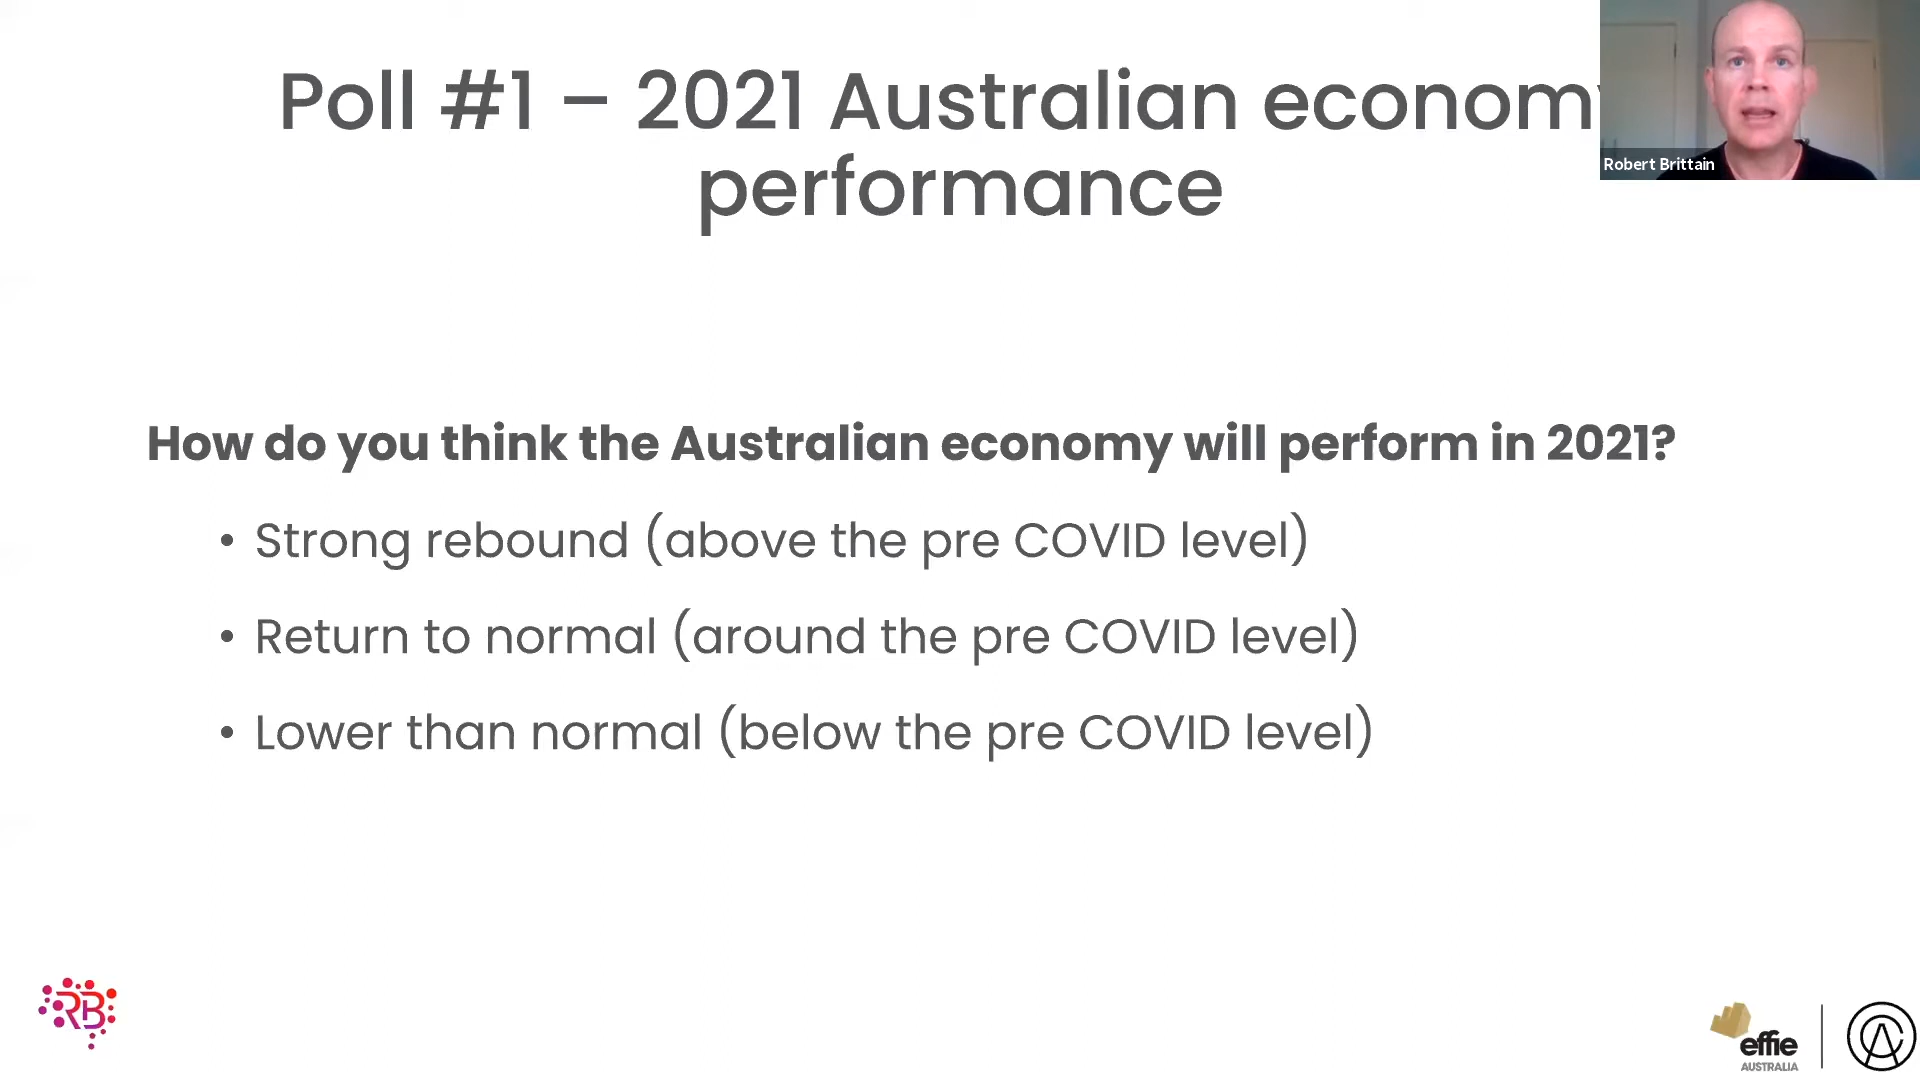 Poll #1 – 2021 Australian economy
performance
Robert Brittain
How do you think the Australian economy will perform in 2021?
• Strong rebound (above the pre COVID level)
• Return to normal (around the pre COVID level)
• Lower than normal (below the pre COVID level)
RB
effie
AUSTRALIA